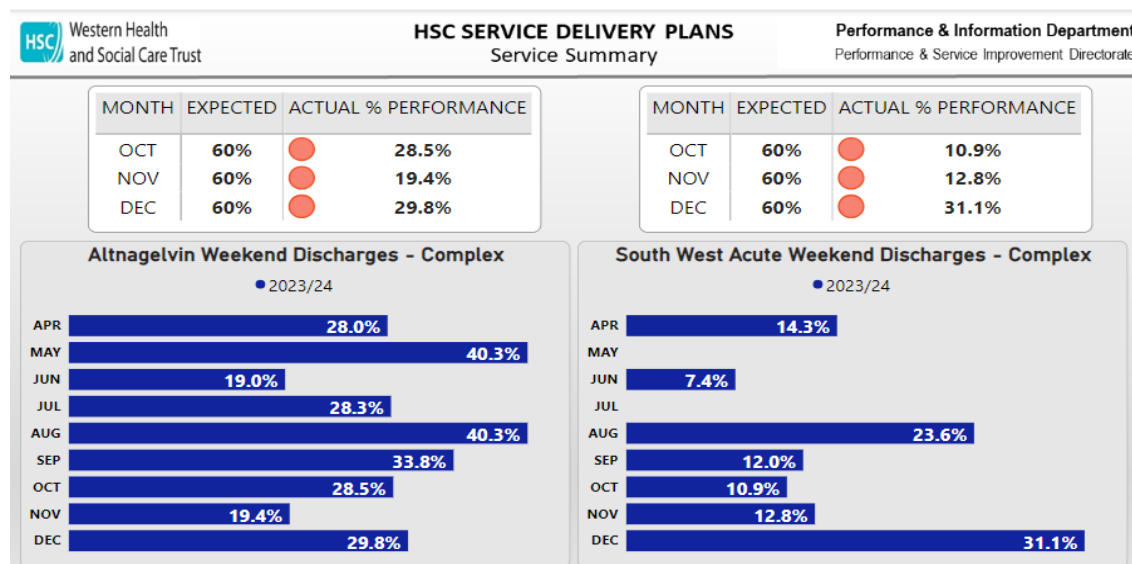 HSC Western Health and Social Care Trust
HSC SERVICE DELIVERY PLANS
Service Summary
Performance & Information Department
Performance & Service Improvement Directorate
MONTH EXPECTED ACTUAL % PERFORMANCE
OCT 60% 28.5%
NOV 60% 19.4%
DEC 60% 29.8%
MONTH EXPECTED ACTUAL % PERFORMANCE
OCT 60% 10.9%
NOV 60% 12.8%
DEC 60% 31.1%
Altnagelvin Weekend Discharges - Complex
2023/24
APR 28.0%
MAY 40.3%
JUN 19.0%
JUL 28.3%
AUG 40.3%
SEP 33.8%
OCT 28.5%
NOV 19.4%
DEC 29.8%
South West Acute Weekend Discharges - Complex
2023/24
APR 14.3%
MAY
JUN 7.4%
JUL
AUG 23.6%
SEP 12.0%
OCT 10.9%
NOV 12.8%
DEC 31.1%